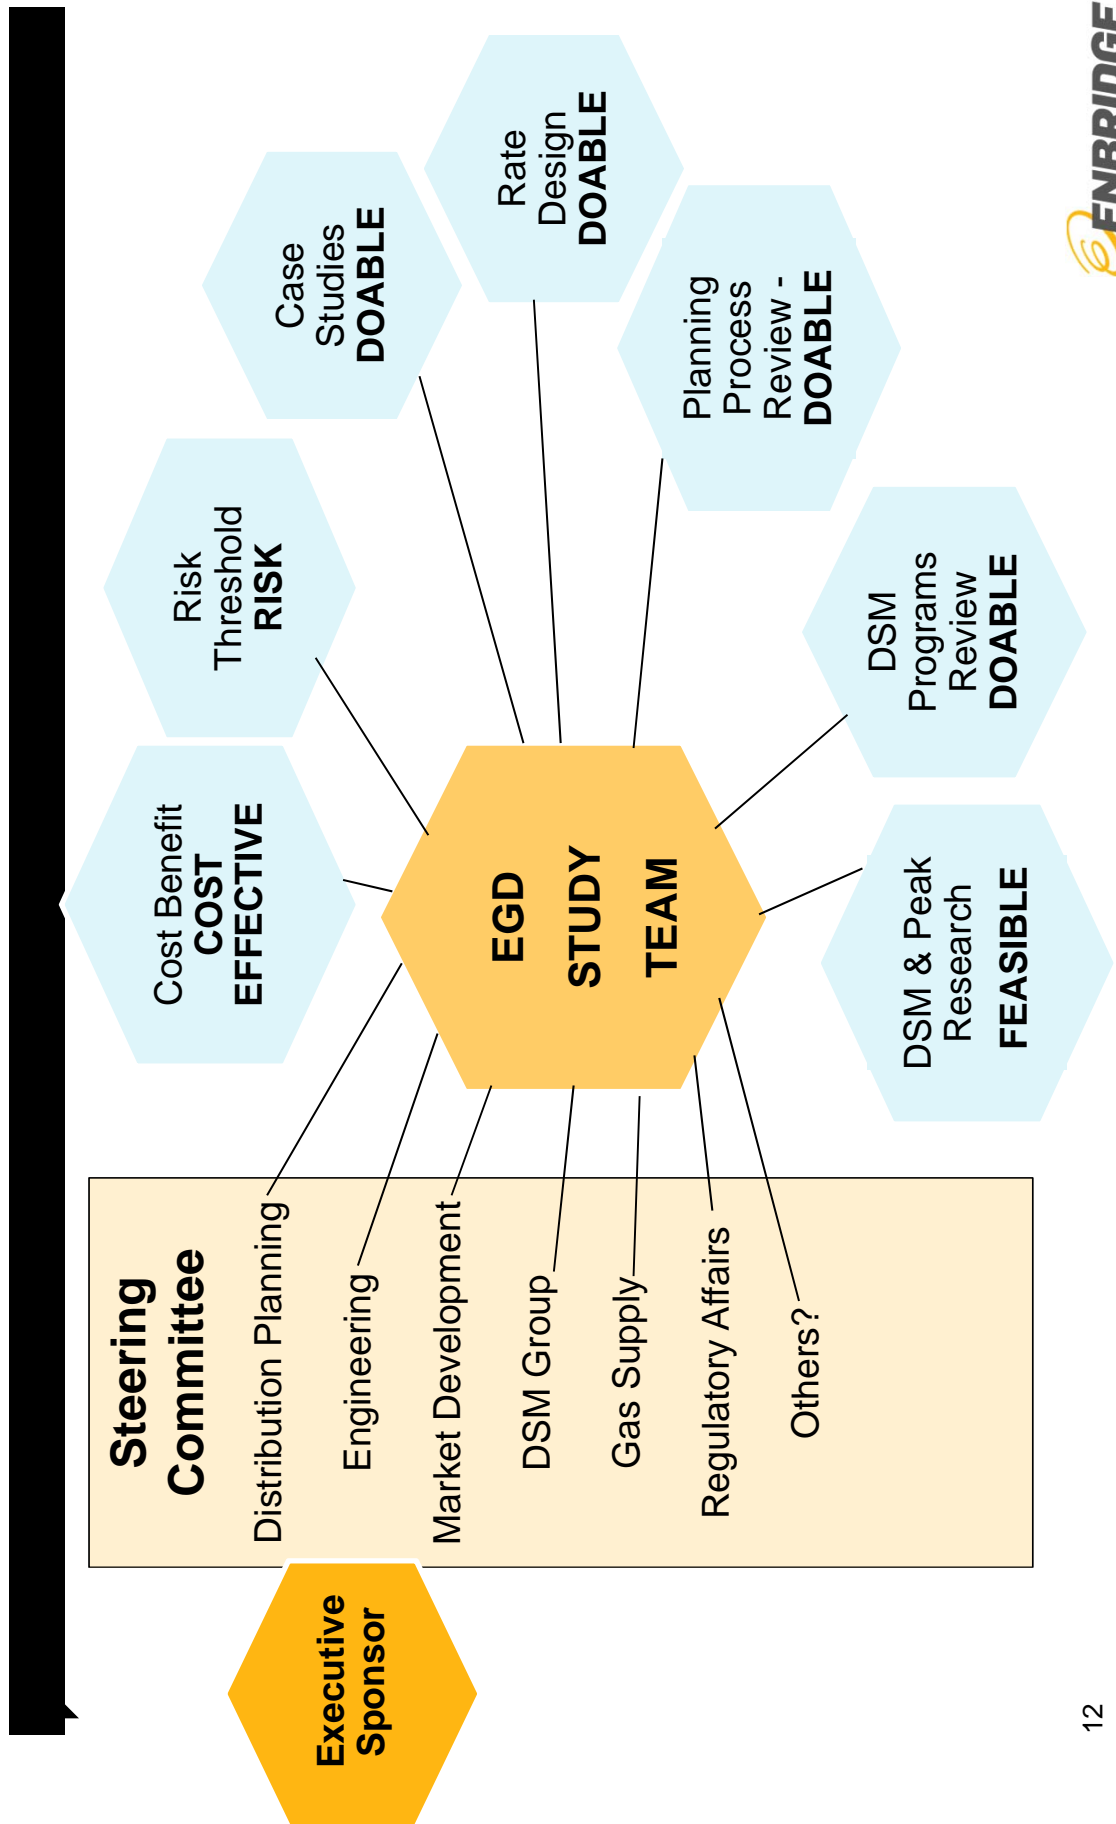 Executive
Sponsor
Steering
Committee
Distribution Planning
Engineering
Market Development
DSM Group
Gas Supply
Regulatory Affairs
Others?
EGD
STUDY
TEAM
Cost Benefit
COST
EFFECTIVE
Risk
Threshold
RISK
Case
Studies
DOABLE
Rate
Design
DOABLE
Planning
Process
Review -
DOABLE
DSM
Programs
Review
DOABLE
DSM & Peak
Research
FEASIBLE
12
ENBRIDGE